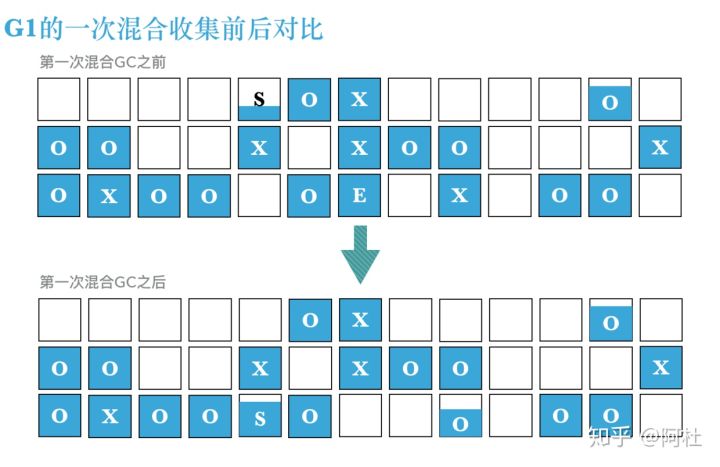 G1的一次混合收集前后对比
第一次混合GC之前
S O X O
O O X X O O X
O X O O O E X O O
第一次混合GC之后
O X O
O O X X O O X
O X O O S O O O O
知乎 @阿杜